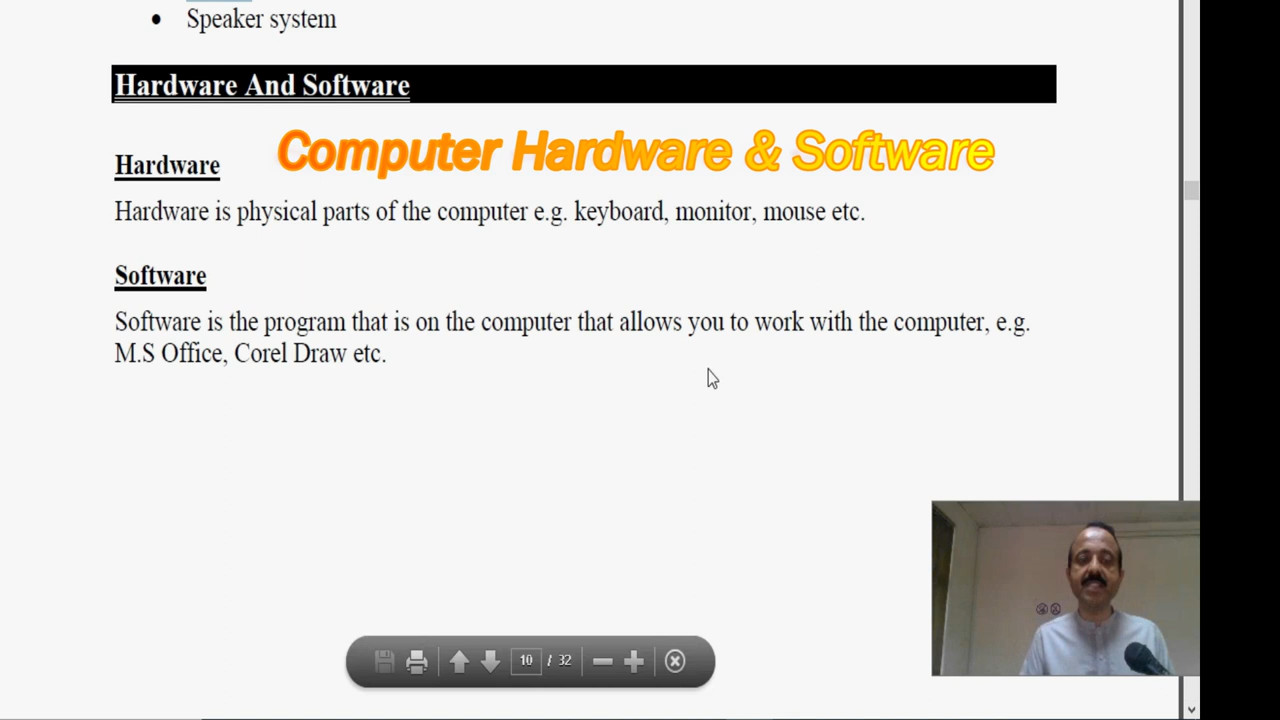 • Speaker system
Hardware And Software
Computer Hardware & Software
Hardware
Hardware is physical parts of the computer e.g. keyboard, monitor, mouse etc.
Software
Software is the program that is on the computer that allows you to work with the computer, e.g.
M.S Office, Corel Draw etc.
10 / 32